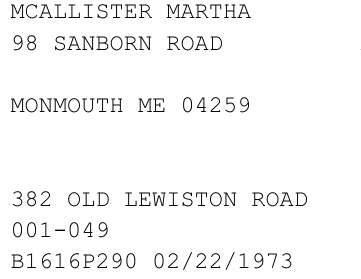 MCALLISTER MARTHA
98 SANBORN ROAD
MONMOUTH ME 04259
382 OLD LEWISTON ROAD
001-049
B1616P290 02/22/1973